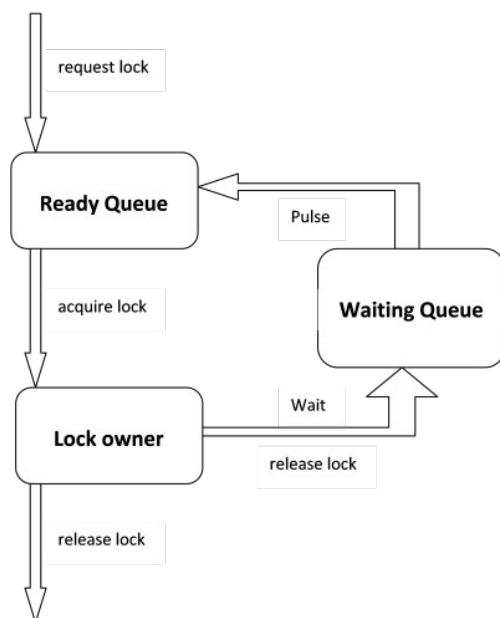 request lock
Ready Queue
Pulse
acquire lock
Waiting Queue
Wait
Lock owner
release lock
release lock